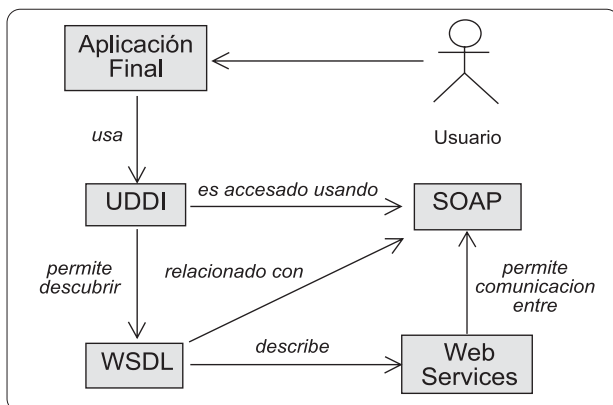 Aplicación
Final
Usuario
usa
UDDI
es accesado usando
SOAP
permite
descubrir
relacionado con
permite
comunicacion
entre
WSDL
describe
Web
Services